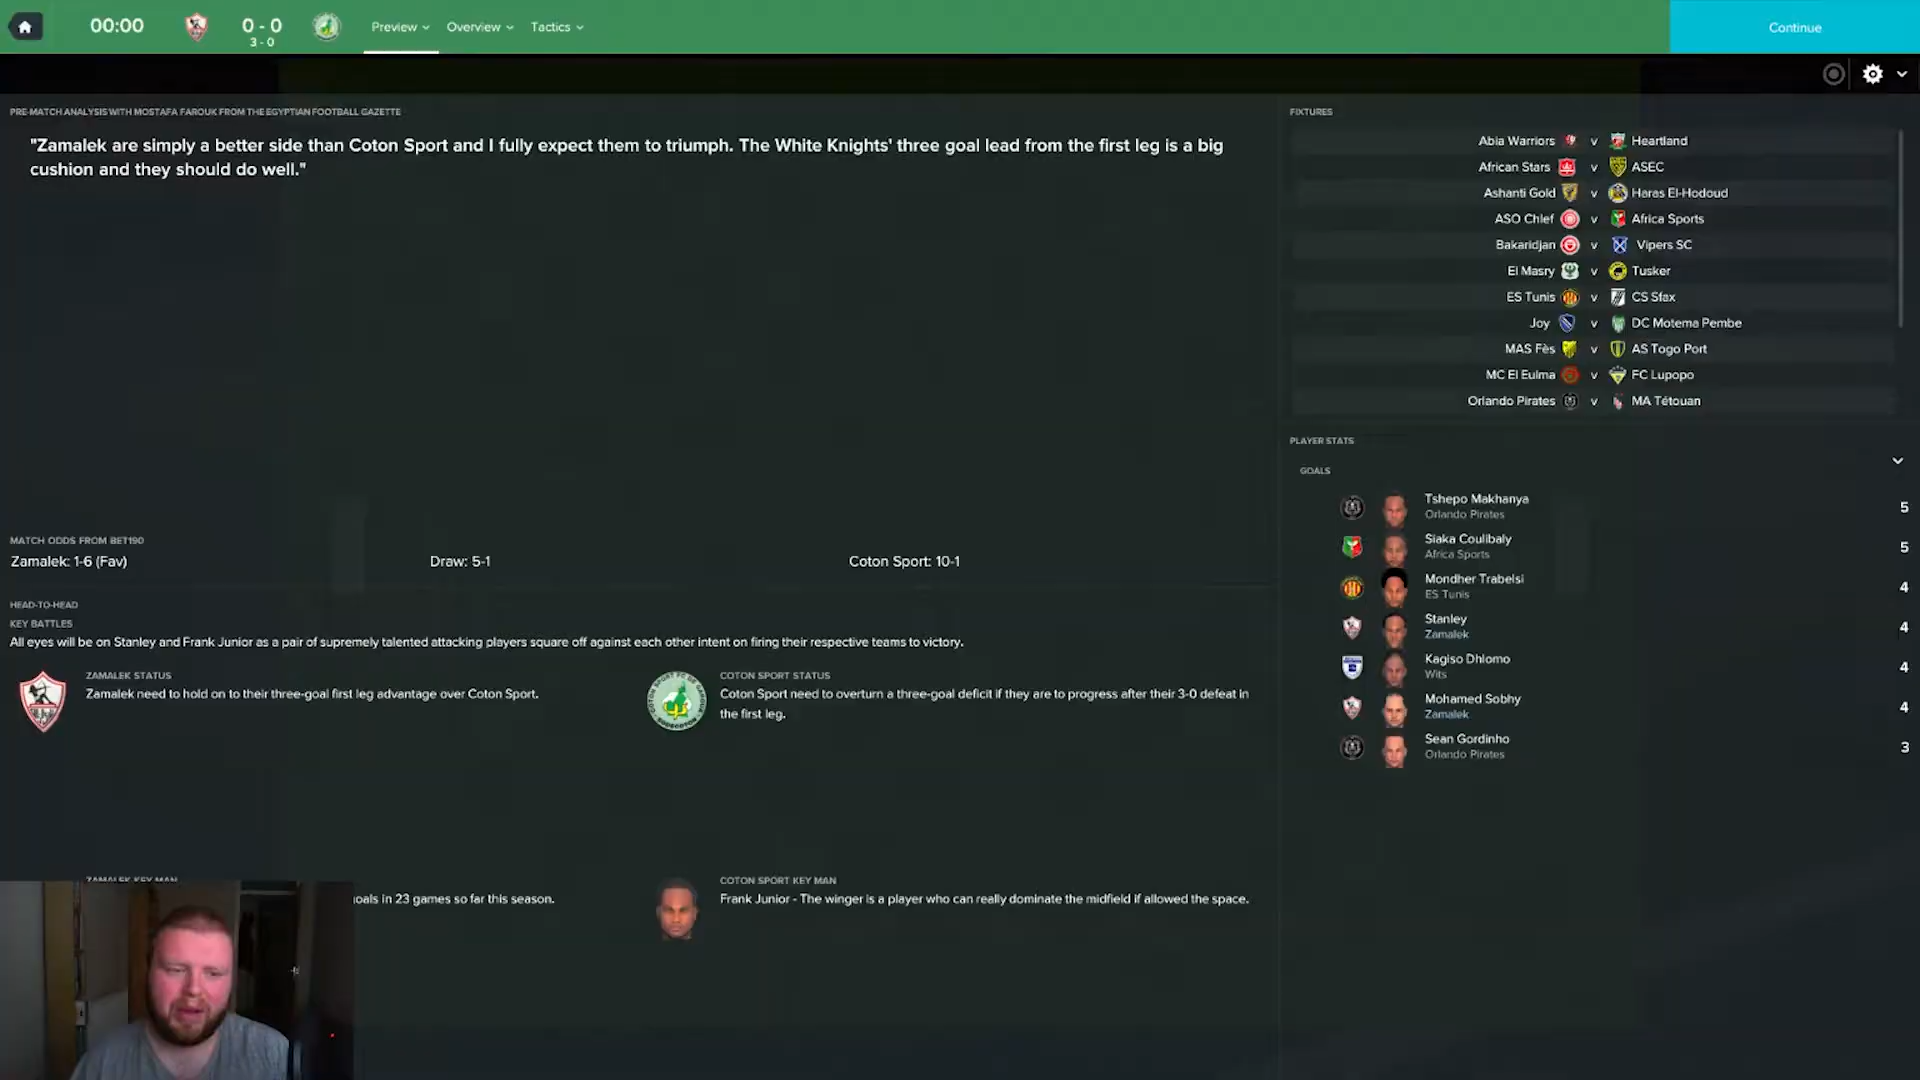 00:00
0 - 0
3 - 0
Preview
Overview
Tactics
Continue
PRE-MATCH ANALYSIS WITH MOSTAFA FAROUK FROM THE EGYPTIAN FOOTBALL GAZETTE
"Zamalek are simply a better side than Coton Sport and I fully expect them to triumph. The White Knights' three goal lead from the first leg is a big
cushion and they should do well."
MATCH ODDS FROM BET190
Zamalek: 1-6 (Fav)
Draw: 5-1
Coton Sport: 10-1
HEAD-TO-HEAD
KEY BATTLES
All eyes will be on Stanley and Frank Junior as a pair of supremely talented attacking players square off against each other intent on firing their respective teams to victory.
ZAMALEK STATUS
Zamalek need to hold on to their three-goal first leg advantage over Coton Sport.
COTON SPORT STATUS
Coton Sport need to overturn a three-goal deficit if they are to progress after their 3-0 defeat in
the first leg.
ZAMALEK KEY MAN
goals in 23 games so far this season.
COTON SPORT KEY MAN
Frank Junior - The winger is a player who can really dominate the midfield if allowed the space.
FIXTURES
Abia Warriors v Heartland
African Stars v ASEC
Ashanti Gold v Haras El-Hodoud
ASO Chlef v Africa Sports
Bakaridjan v Vipers SC
El Masry v Tusker
ES Tunis v CS Sfax
Joy v DC Motema Pembe
MAS Fès v AS Togo Port
MC El Eulma v FC Lupopo
Orlando Pirates v MA Tétouan
PLAYER STATS
GOALS
Tshepo Makhanya
Orlando Pirates
5
Siaka Coulibaly
Africa Sports
5
Mondher Trabelsi
ES Tunis
4
Stanley
Zamalek
4
Kagiso Dhlomo
Wits
4
Mohamed Sobhy
Zamalek
4
Sean Gordinho
Orlando Pirates
3